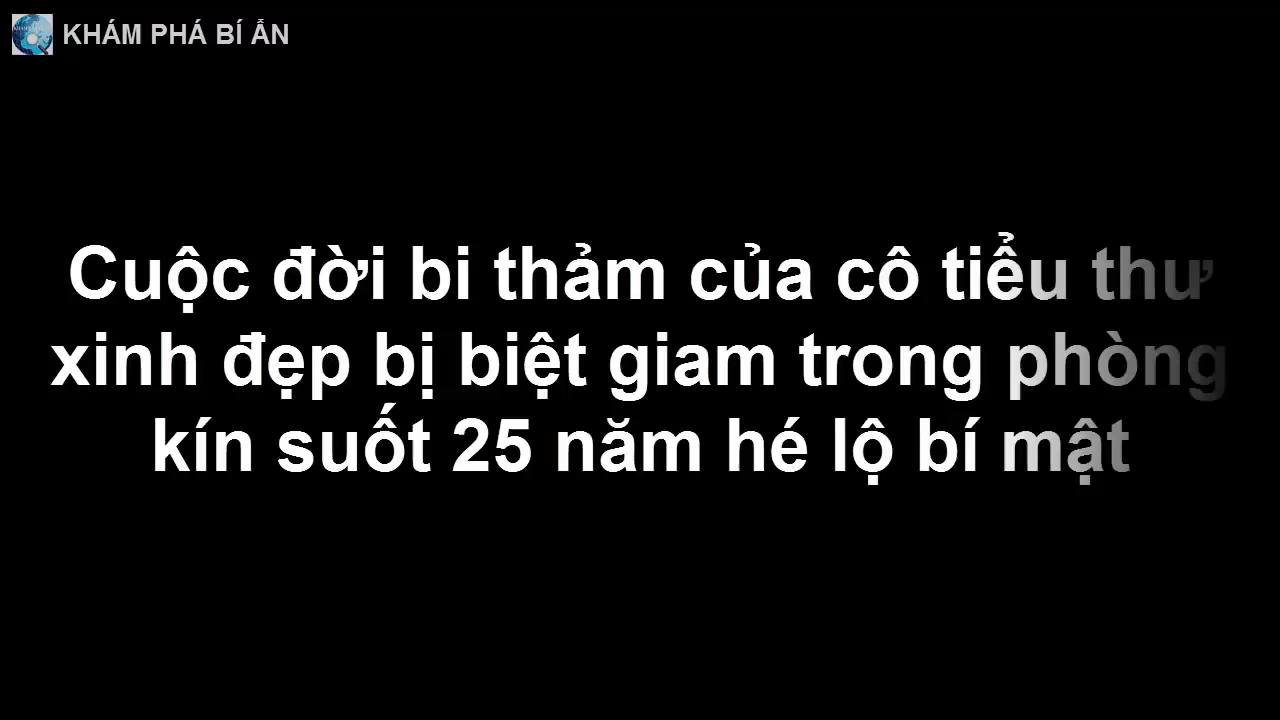 KHÁM PHÁ BÍ ẨN
Cuộc đời bi thảm của cô tiểu thư
xinh đẹp bị biệt giam trong phòng
kín suốt 25 năm hé lộ bí mật